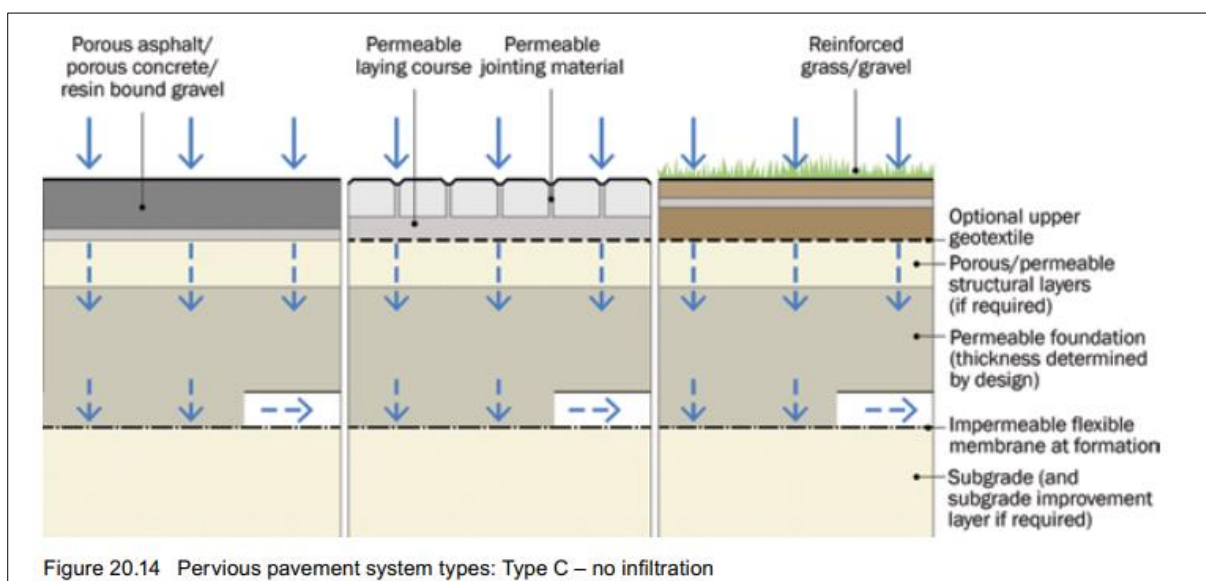 Porous asphalt/
porous concrete/
resin bound gravel
Permeable
laying course
Permeable
jointing material
Reinforced
grass/gravel
Optional upper
geotextile
Porous/permeable
structural layers
(if required)
Permeable foundation
(thickness determined
by design)
Impermeable flexible
membrane at formation
Subgrade (and
subgrade improvement
layer if required)
Figure 20.14 Pervious pavement system types: Type C – no infiltration